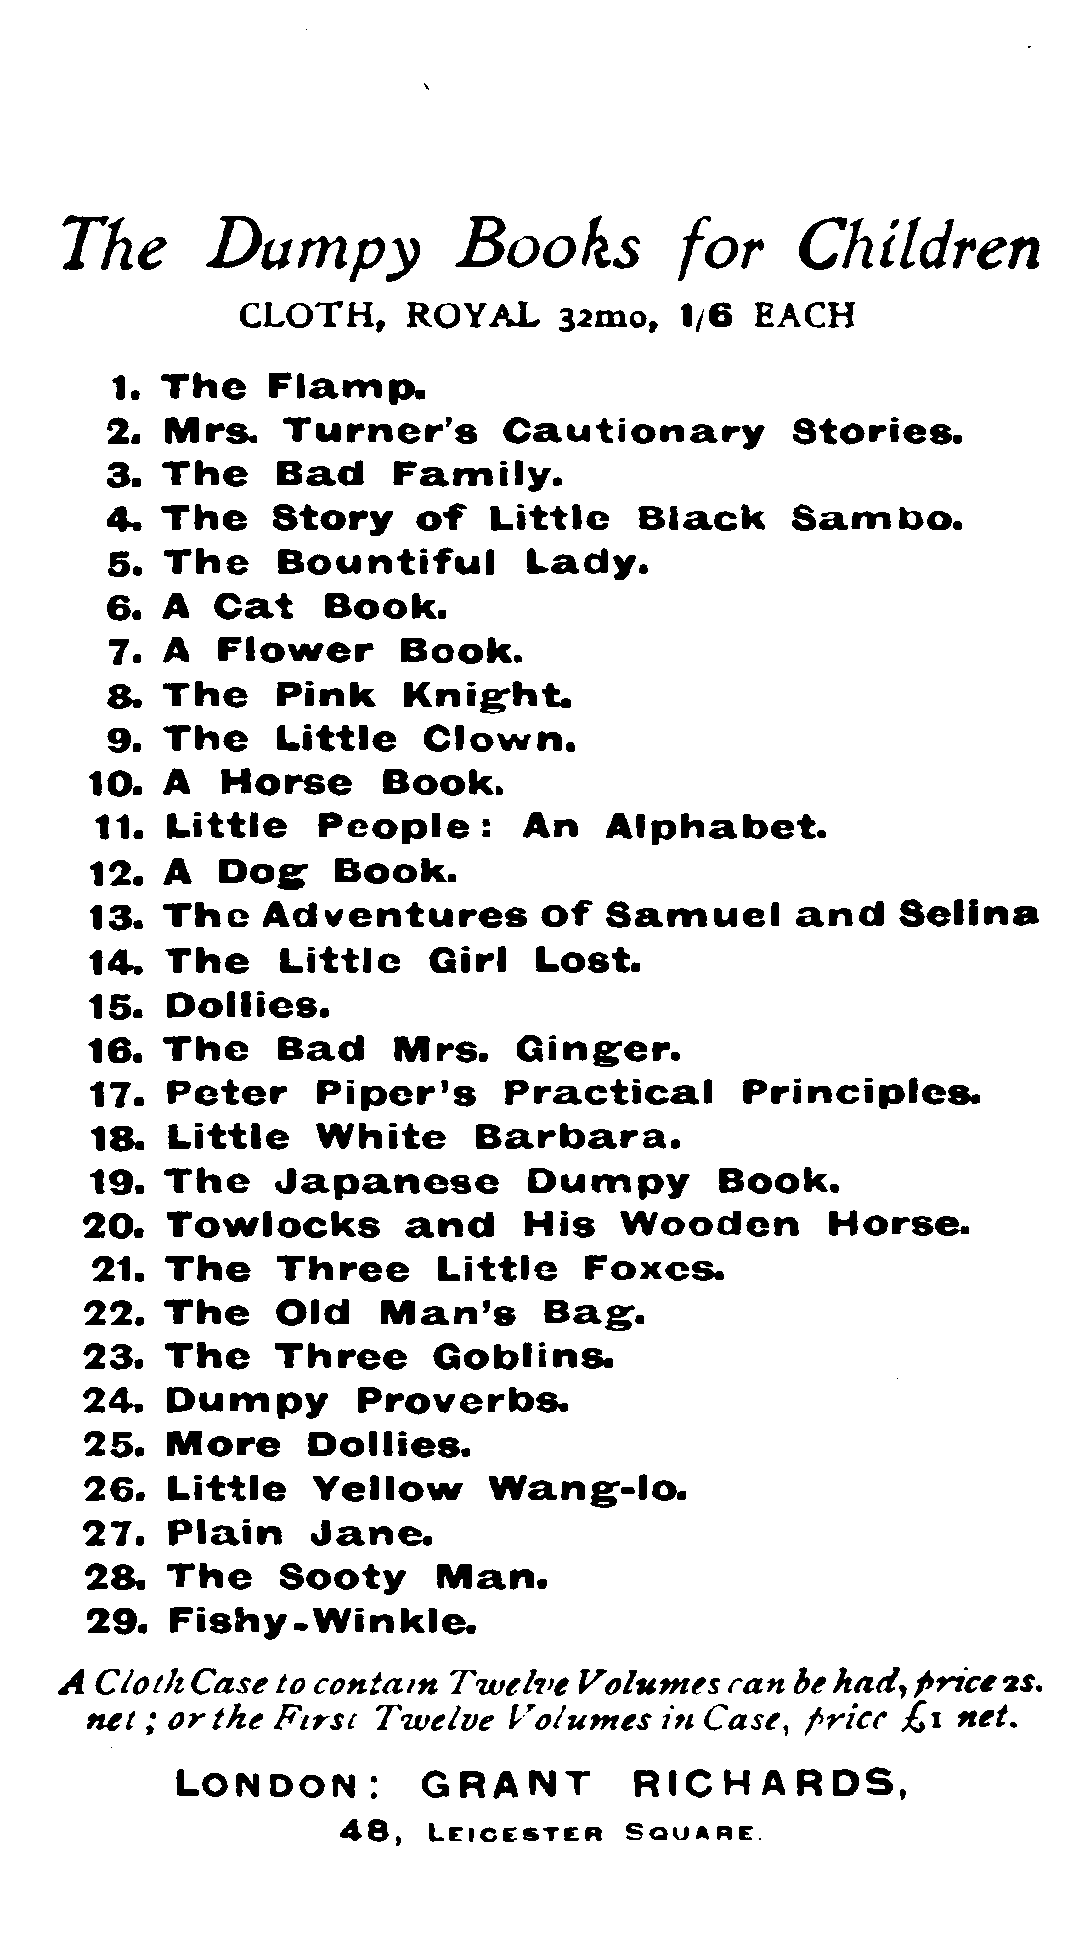 The Dumpy Books for Children
CLOTH, ROYAL 32mo, 1/6 EACH
1. The Flamp.
2. Mrs. Turner's Cautionary Stories.
3. The Bad Family.
4. The Story of Little Black Sambo.
5. The Bountiful Lady.
6. A Cat Book.
7. A Flower Book.
8. The Pink Knight.
9. The Little Clown.
10. A Horse Book.
11. Little People: An Alphabet.
12. A Dog Book.
13. The Adventures of Samuel and Selina
14. The Little Girl Lost.
15. Dollies.
16. The Bad Mrs. Ginger.
17. Peter Piper's Practical Principles.
18. Little White Barbara.
19. The Japanese Dumpy Book.
20. Towlocks and His Wooden Horse.
21. The Three Little Foxes.
22. The Old Man's Bag.
23. The Three Goblins.
24. Dumpy Proverbs.
25. More Dollies.
26. Little Yellow Wang-lo.
27. Plain Jane.
28. The Sooty Man.
29. Fishy-Winkle.
A Cloth Case to contain Twelve Volumes can be had, price 2s.
net; or the First Twelve Volumes in Case, price £1 net.
LONDON: GRANT RICHARDS,
48, LEICESTER SQUARE.